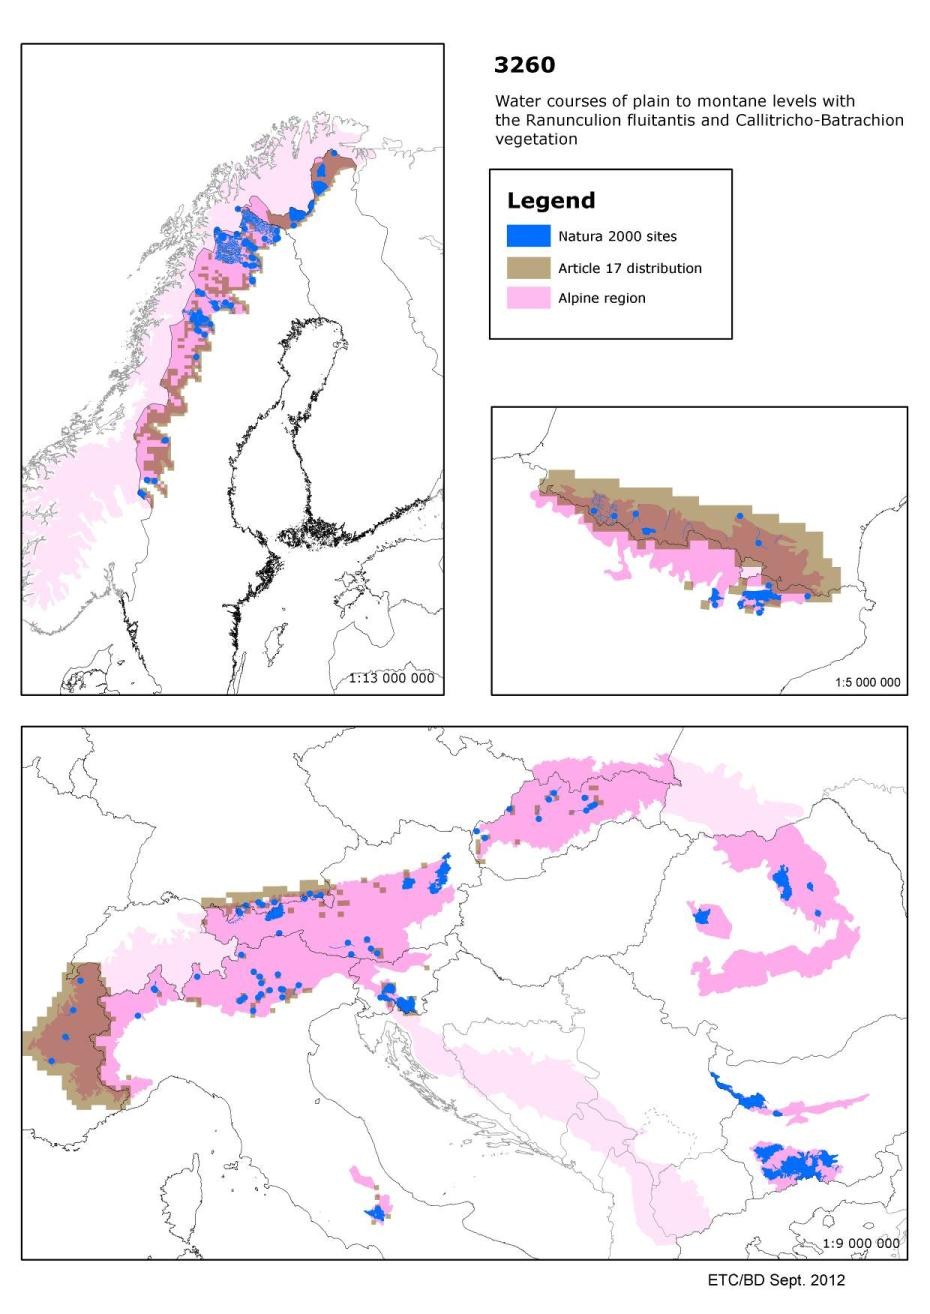 3260
Water courses of plain to montane levels with
the Ranunculion fluitantis and Callitricho-Batrachion
vegetation
Legend
Natura 2000 sites
Article 17 distribution
Alpine region
1:13 000 000
1:5 000 000
1:9 000 000
ETC/BD Sept. 2012